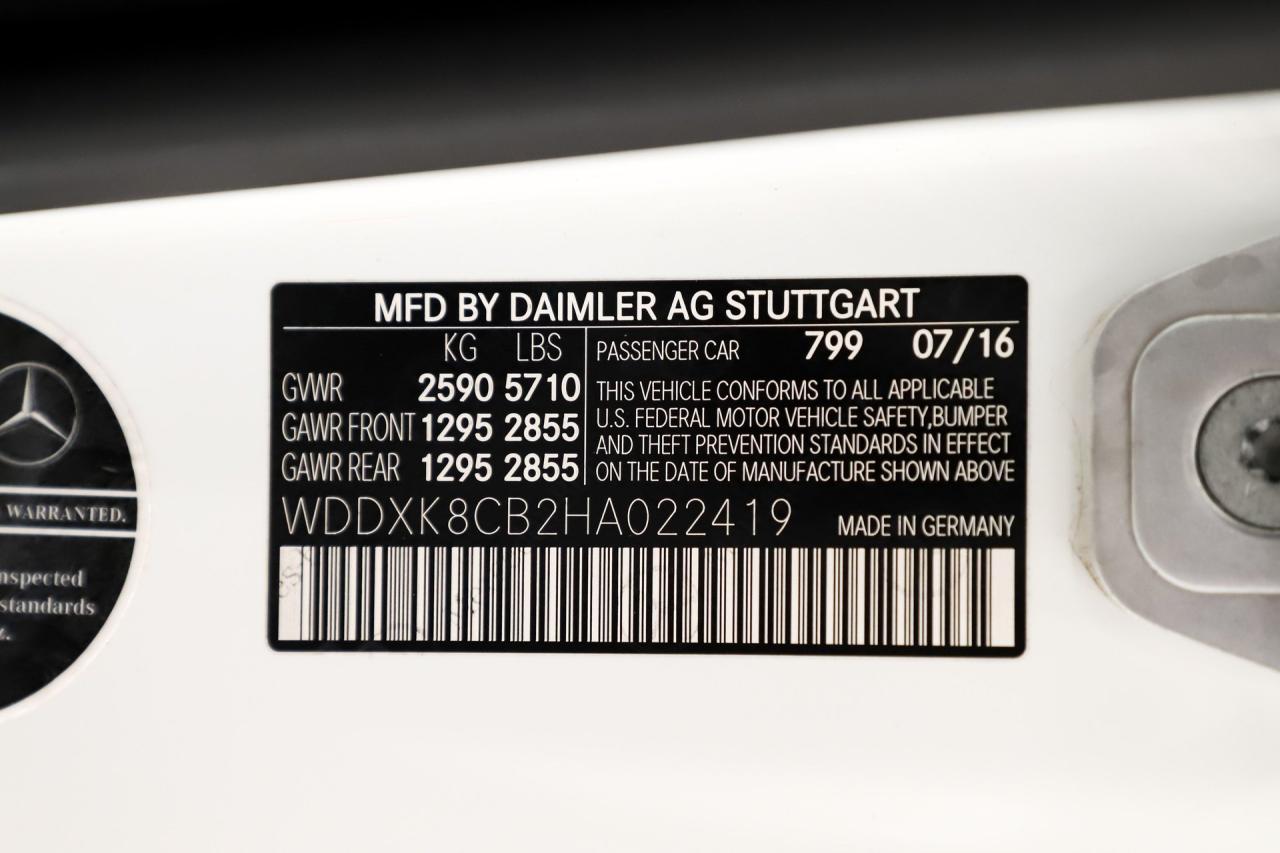 MFD BY DAIMLER AG STUTTGART
KG LBS
GVWR 2590 5710
GAWR FRONT 1295 2855
GAWR REAR 1295 2855
PASSENGER CAR 799 07/16
THIS VEHICLE CONFORMS TO ALL APPLICABLE
U.S. FEDERAL MOTOR VEHICLE SAFETY,BUMPER
AND THEFT PREVENTION STANDARDS IN EFFECT
ON THE DATE OF MANUFACTURE SHOWN ABOVE
WDDXK8CB2HA022419
MADE IN GERMANY
WARRANTED.
nspected
standards